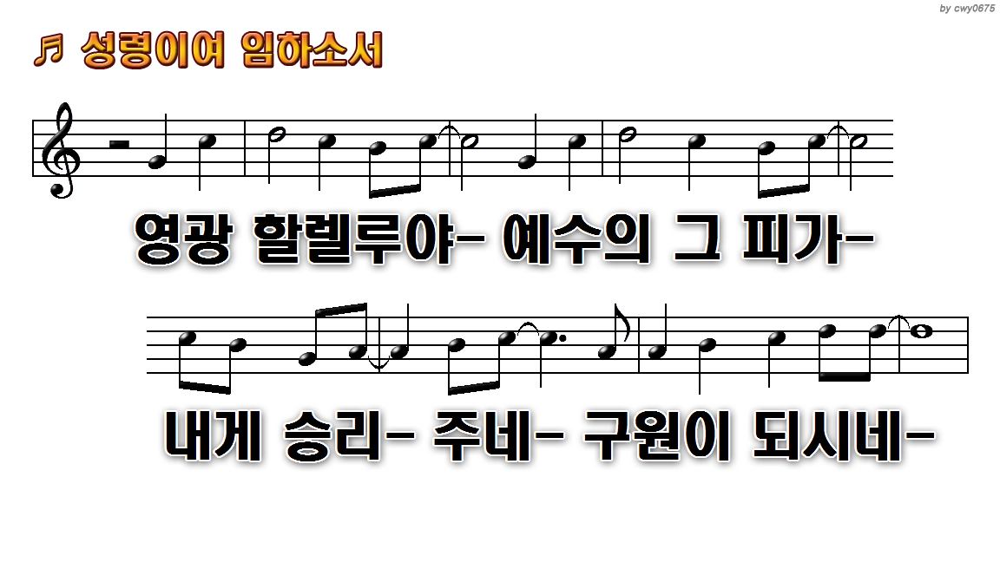 by cwy0675
♬ 성령이여 임하소서
영광 할렐루야- 예수의 그 피가-
내게 승리- 주네- 구원이 되시네-